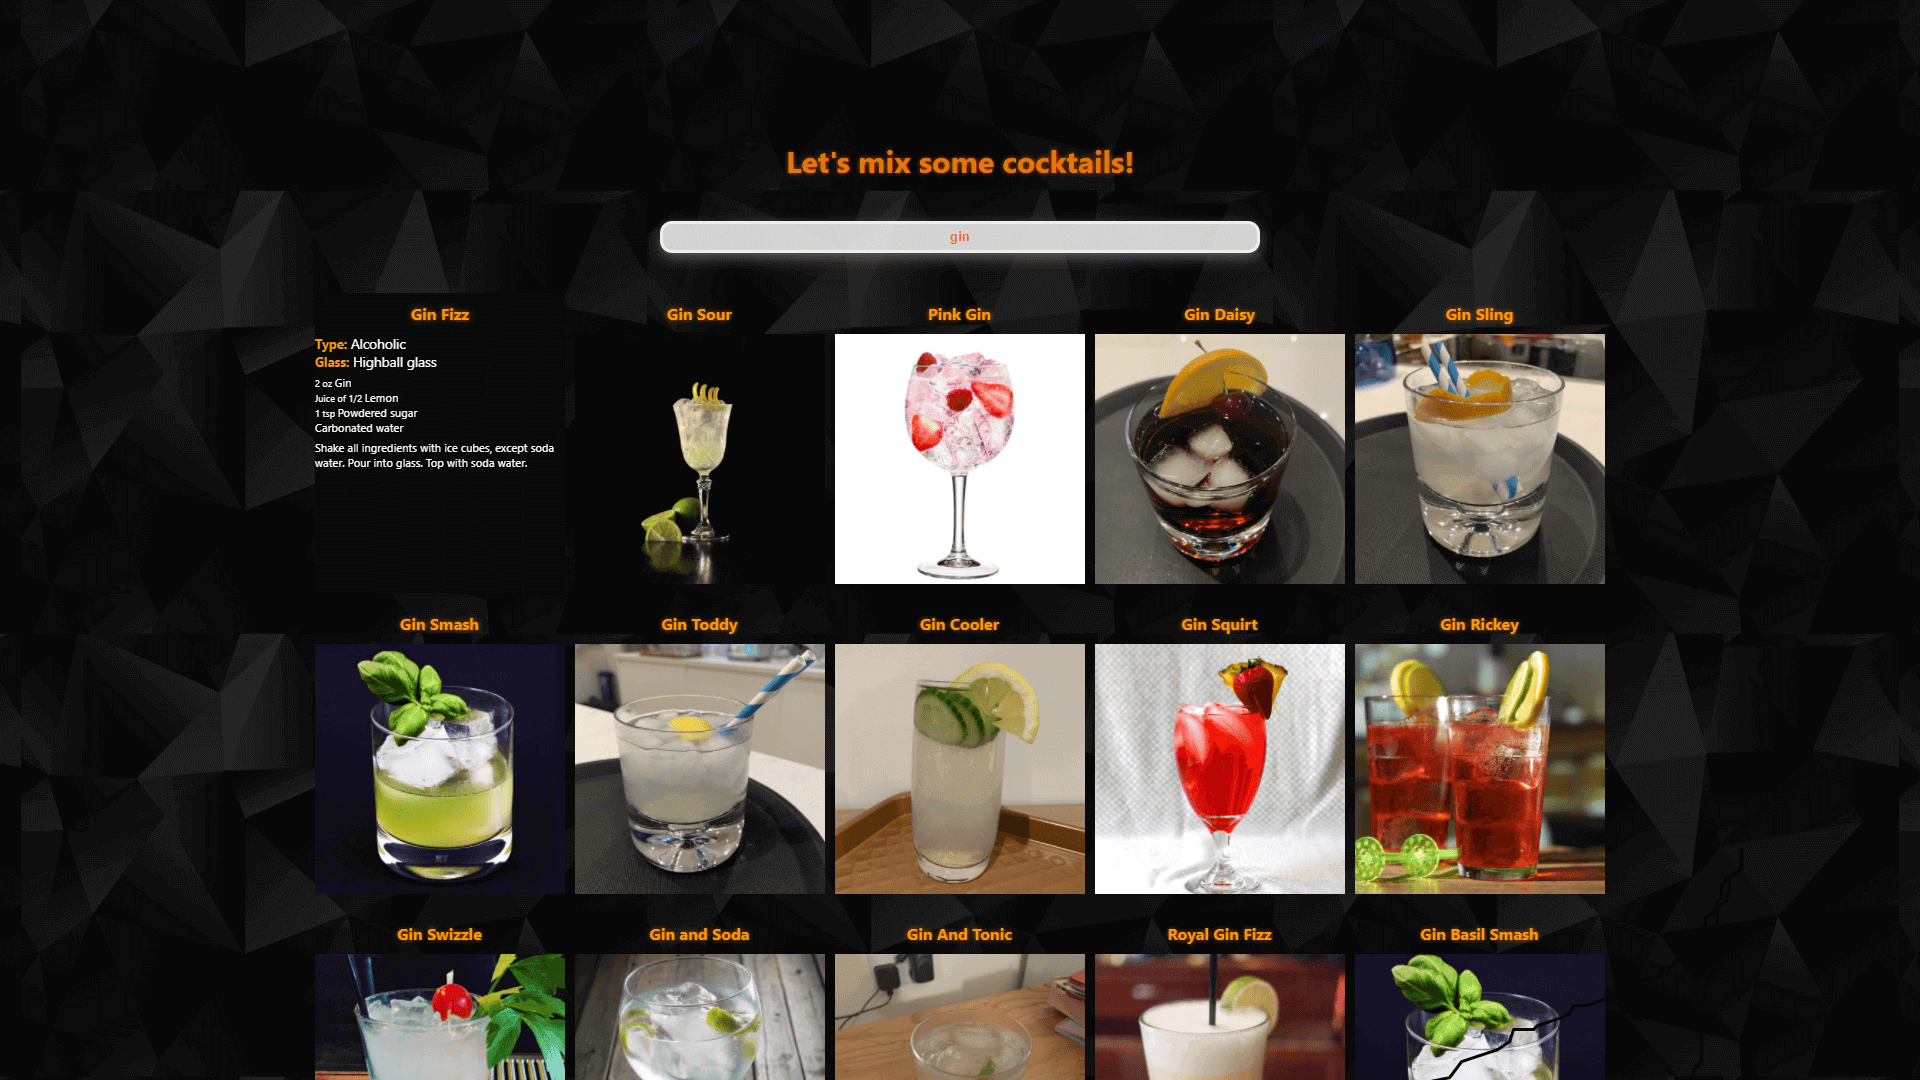 Let's mix some cocktails!
gin
Gin Fizz
Type: Alcoholic
Glass: Highball glass
2 oz Gin
Juice of 1/2 Lemon
1 tsp Powdered sugar
Carbonated water
Shake all ingredients with ice cubes, except soda
water. Pour into glass. Top with soda water.
Gin Sour
Pink Gin
Gin Daisy
Gin Sling
Gin Smash
Gin Toddy
Gin Cooler
Gin Squirt
Gin Rickey
Gin Swizzle
Gin and Soda
Gin And Tonic
Royal Gin Fizz
Gin Basil Smash